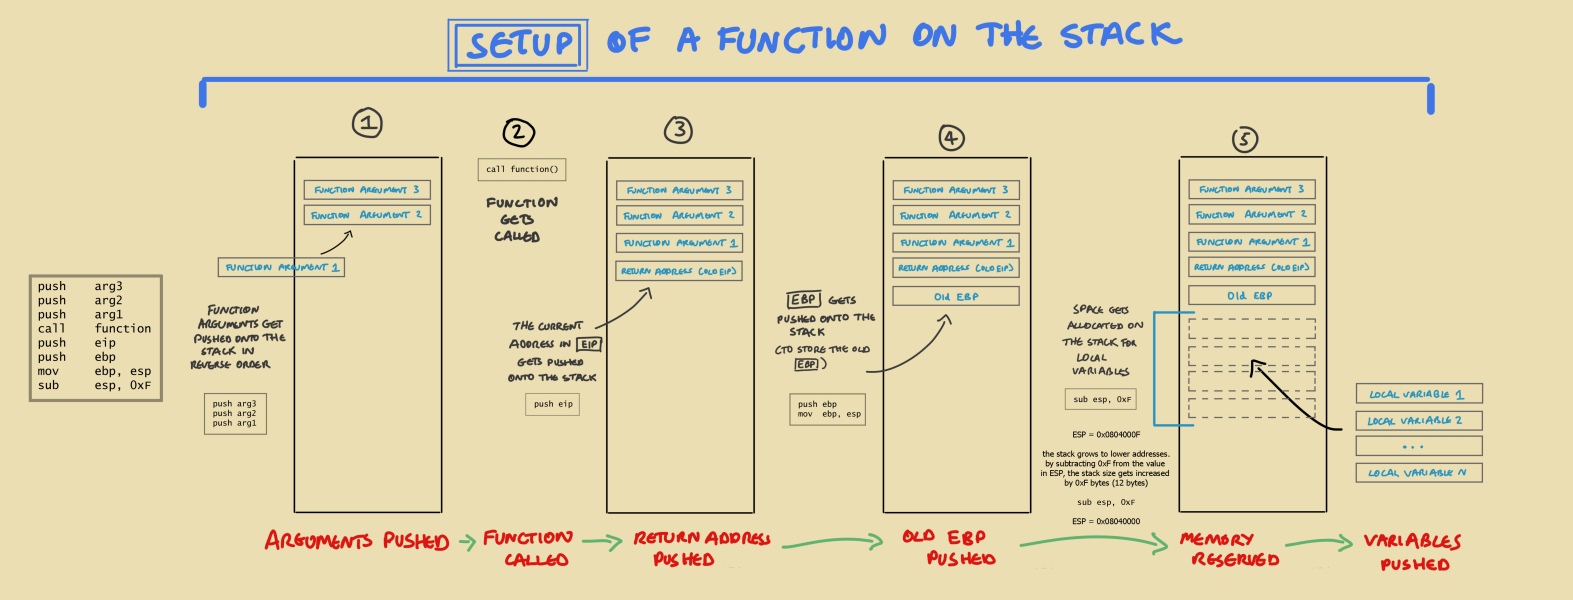 SETUP OF A FUNCTION ON THE STACK
1
2
3
4
5
push arg3
push arg2
push arg1
call function
push eip
push ebp
mov ebp, esp
sub esp, 0xF
FUNCTION ARGUMENT 3
FUNCTION ARGUMENT 2
FUNCTION ARGUMENT 1
FUNCTION
ARGUMENTS GET
PUSHED ONTO THE
STACK IN
REVERSE ORDER
push arg3
push arg2
push arg1
call function()
FUNCTION
GETS
CALLED
FUNCTION ARGUMENT 3
FUNCTION ARGUMENT 2
FUNCTION ARGUMENT 1
RETURN ADDRESS (OLD EIP)
THE CURRENT
ADDRESS IN EIP
GETS PUSHED
ONTO THE STACK
push eip
FUNCTION ARGUMENT 3
FUNCTION ARGUMENT 2
FUNCTION ARGUMENT 1
RETURN ADDRESS (OLD EIP)
Old EBP
EBP GETS
PUSHED ONTO THE
STACK
(TO STORE THE OLD
EBP)
push ebp
mov ebp, esp
FUNCTION ARGUMENT 3
FUNCTION ARGUMENT 2
FUNCTION ARGUMENT 1
RETURN ADDRESS (OLD EIP)
Old EBP
SPACE GETS
ALLOCATED ON
THE STACK FOR
LOCAL
VARIABLES
sub esp, 0xF
ESP = 0x0804000F
the stack grows to lower addresses.
by subtracting 0xF from the value
in ESP, the stack size gets increased
by 0xF bytes (12 bytes)
sub esp, 0xF
ESP = 0x08040000
LOCAL VARIABLE 1
LOCAL VARIABLE 2
...
LOCAL VARIABLE N
ARGUMENTS PUSHED
FUNCTION
CALLED
RETURN ADDRESS
PUSHED
OLD EBP
PUSHED
MEMORY
RESERVED
VARIABLES
PUSHED